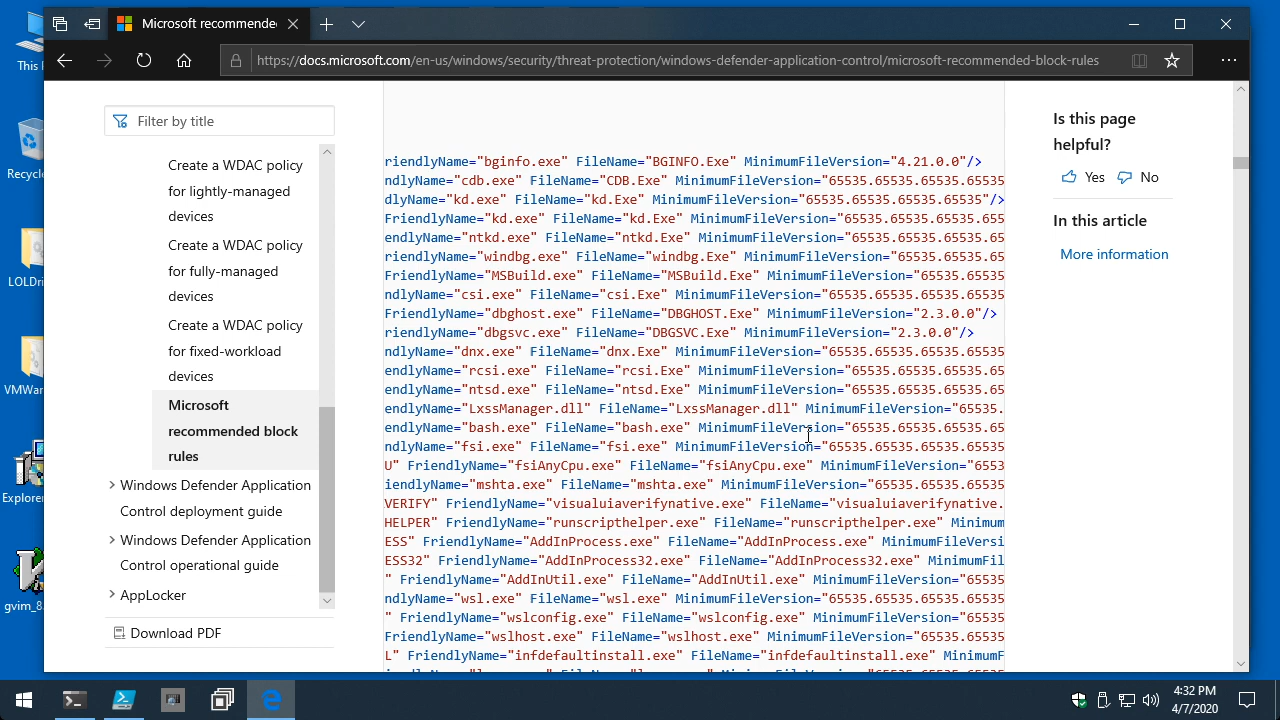 This
Recycle
LOLDri
VMWar
Explorer
gvim_8.
Microsoft recommende
https://docs.microsoft.com/en-us/windows/security/threat-protection/windows-defender-application-control/microsoft-recommended-block-rules
Filter by title
Create a WDAC policy
for lightly-managed
devices
Create a WDAC policy
for fully-managed
devices
Create a WDAC policy
for fixed-workload
devices
Microsoft
recommended block
rules
Windows Defender Application
Control deployment guide
Windows Defender Application
Control operational guide
AppLocker
Download PDF
riendlyName="bginfo.exe" FileName="BGINFO.Exe" MinimumFileVersion="4.21.0.0"/>
ndlyName="cdb.exe" FileName="CDB.Exe" MinimumFileVersion="65535.65535.65535.65535
dlyName="kd.exe" FileName="kd.Exe" MinimumFileVersion="65535.65535.65535.65535"/>
FriendlyName="kd.exe" FileName="kd.Exe" MinimumFileVersion="65535.65535.65535.655
endlyName="ntkd.exe" FileName="ntkd.Exe" MinimumFileVersion="65535.65535.65535.65
riendlyName="windbg.exe" FileName="windbg.Exe" MinimumFileVersion="65535.65535.65
FriendlyName="MSBuild.exe" FileName="MSBuild.Exe" MinimumFileVersion="65535.65535
ndlyName="csi.exe" FileName="csi.Exe" MinimumFileVersion="65535.65535.65535.65535
FriendlyName="dbghost.exe" FileName="DBGHOST.Exe" MinimumFileVersion="2.3.0.0"/>
riendlyName="dbgsvc.exe" FileName="DBGSVC.Exe" MinimumFileVersion="2.3.0.0"/>
ndlyName="dnx.exe" FileName="dnx.Exe" MinimumFileVersion="65535.65535.65535.65535
endlyName="rcsi.exe" FileName="rcsi.Exe" MinimumFileVersion="65535.65535.65535.65
endlyName="ntsd.exe" FileName="ntsd.Exe" MinimumFileVersion="65535.65535.65535.65
endlyName="LxssManager.dll" FileName="LxssManager.dll" MinimumFileVersion="65535.
endlyName="bash.exe" FileName="bash.exe" MinimumFileVersion="65535.65535.65535.65
ndlyName="fsi.exe" FileName="fsi.exe" MinimumFileVersion="65535.65535.65535.65535
U" FriendlyName="fsiAnyCpu.exe" FileName="fsiAnyCpu.exe" MinimumFileVersion="6553
iendlyName="mshta.exe" FileName="mshta.exe" MinimumFileVersion="65535.65535.65535
VERIFY" FriendlyName="visualuiaverifynative.exe" FileName="visualuiaverifynative.
HELPER" FriendlyName="runscripthelper.exe" FileName="runscripthelper.exe" Minimum
ESS" FriendlyName="AddInProcess.exe" FileName="AddInProcess.exe" MinimumFileVersi
ESS32" FriendlyName="AddInProcess32.exe" FileName="AddInProcess32.exe" MinimumFil
" FriendlyName="AddInUtil.exe" FileName="AddInUtil.exe" MinimumFileVersion="65535
ndlyName="wsl.exe" FileName="wsl.exe" MinimumFileVersion="65535.65535.65535.65535
" FriendlyName="wslconfig.exe" FileName="wslconfig.exe" MinimumFileVersion="65535
FriendlyName="wslhost.exe" FileName="wslhost.exe" MinimumFileVersion="65535.65535
L" FriendlyName="infdefaultinstall.exe" FileName="infdefaultinstall.exe" MinimumF
Is this page
helpful?
Yes No
In this article
More information
4:32 PM
4/7/2020